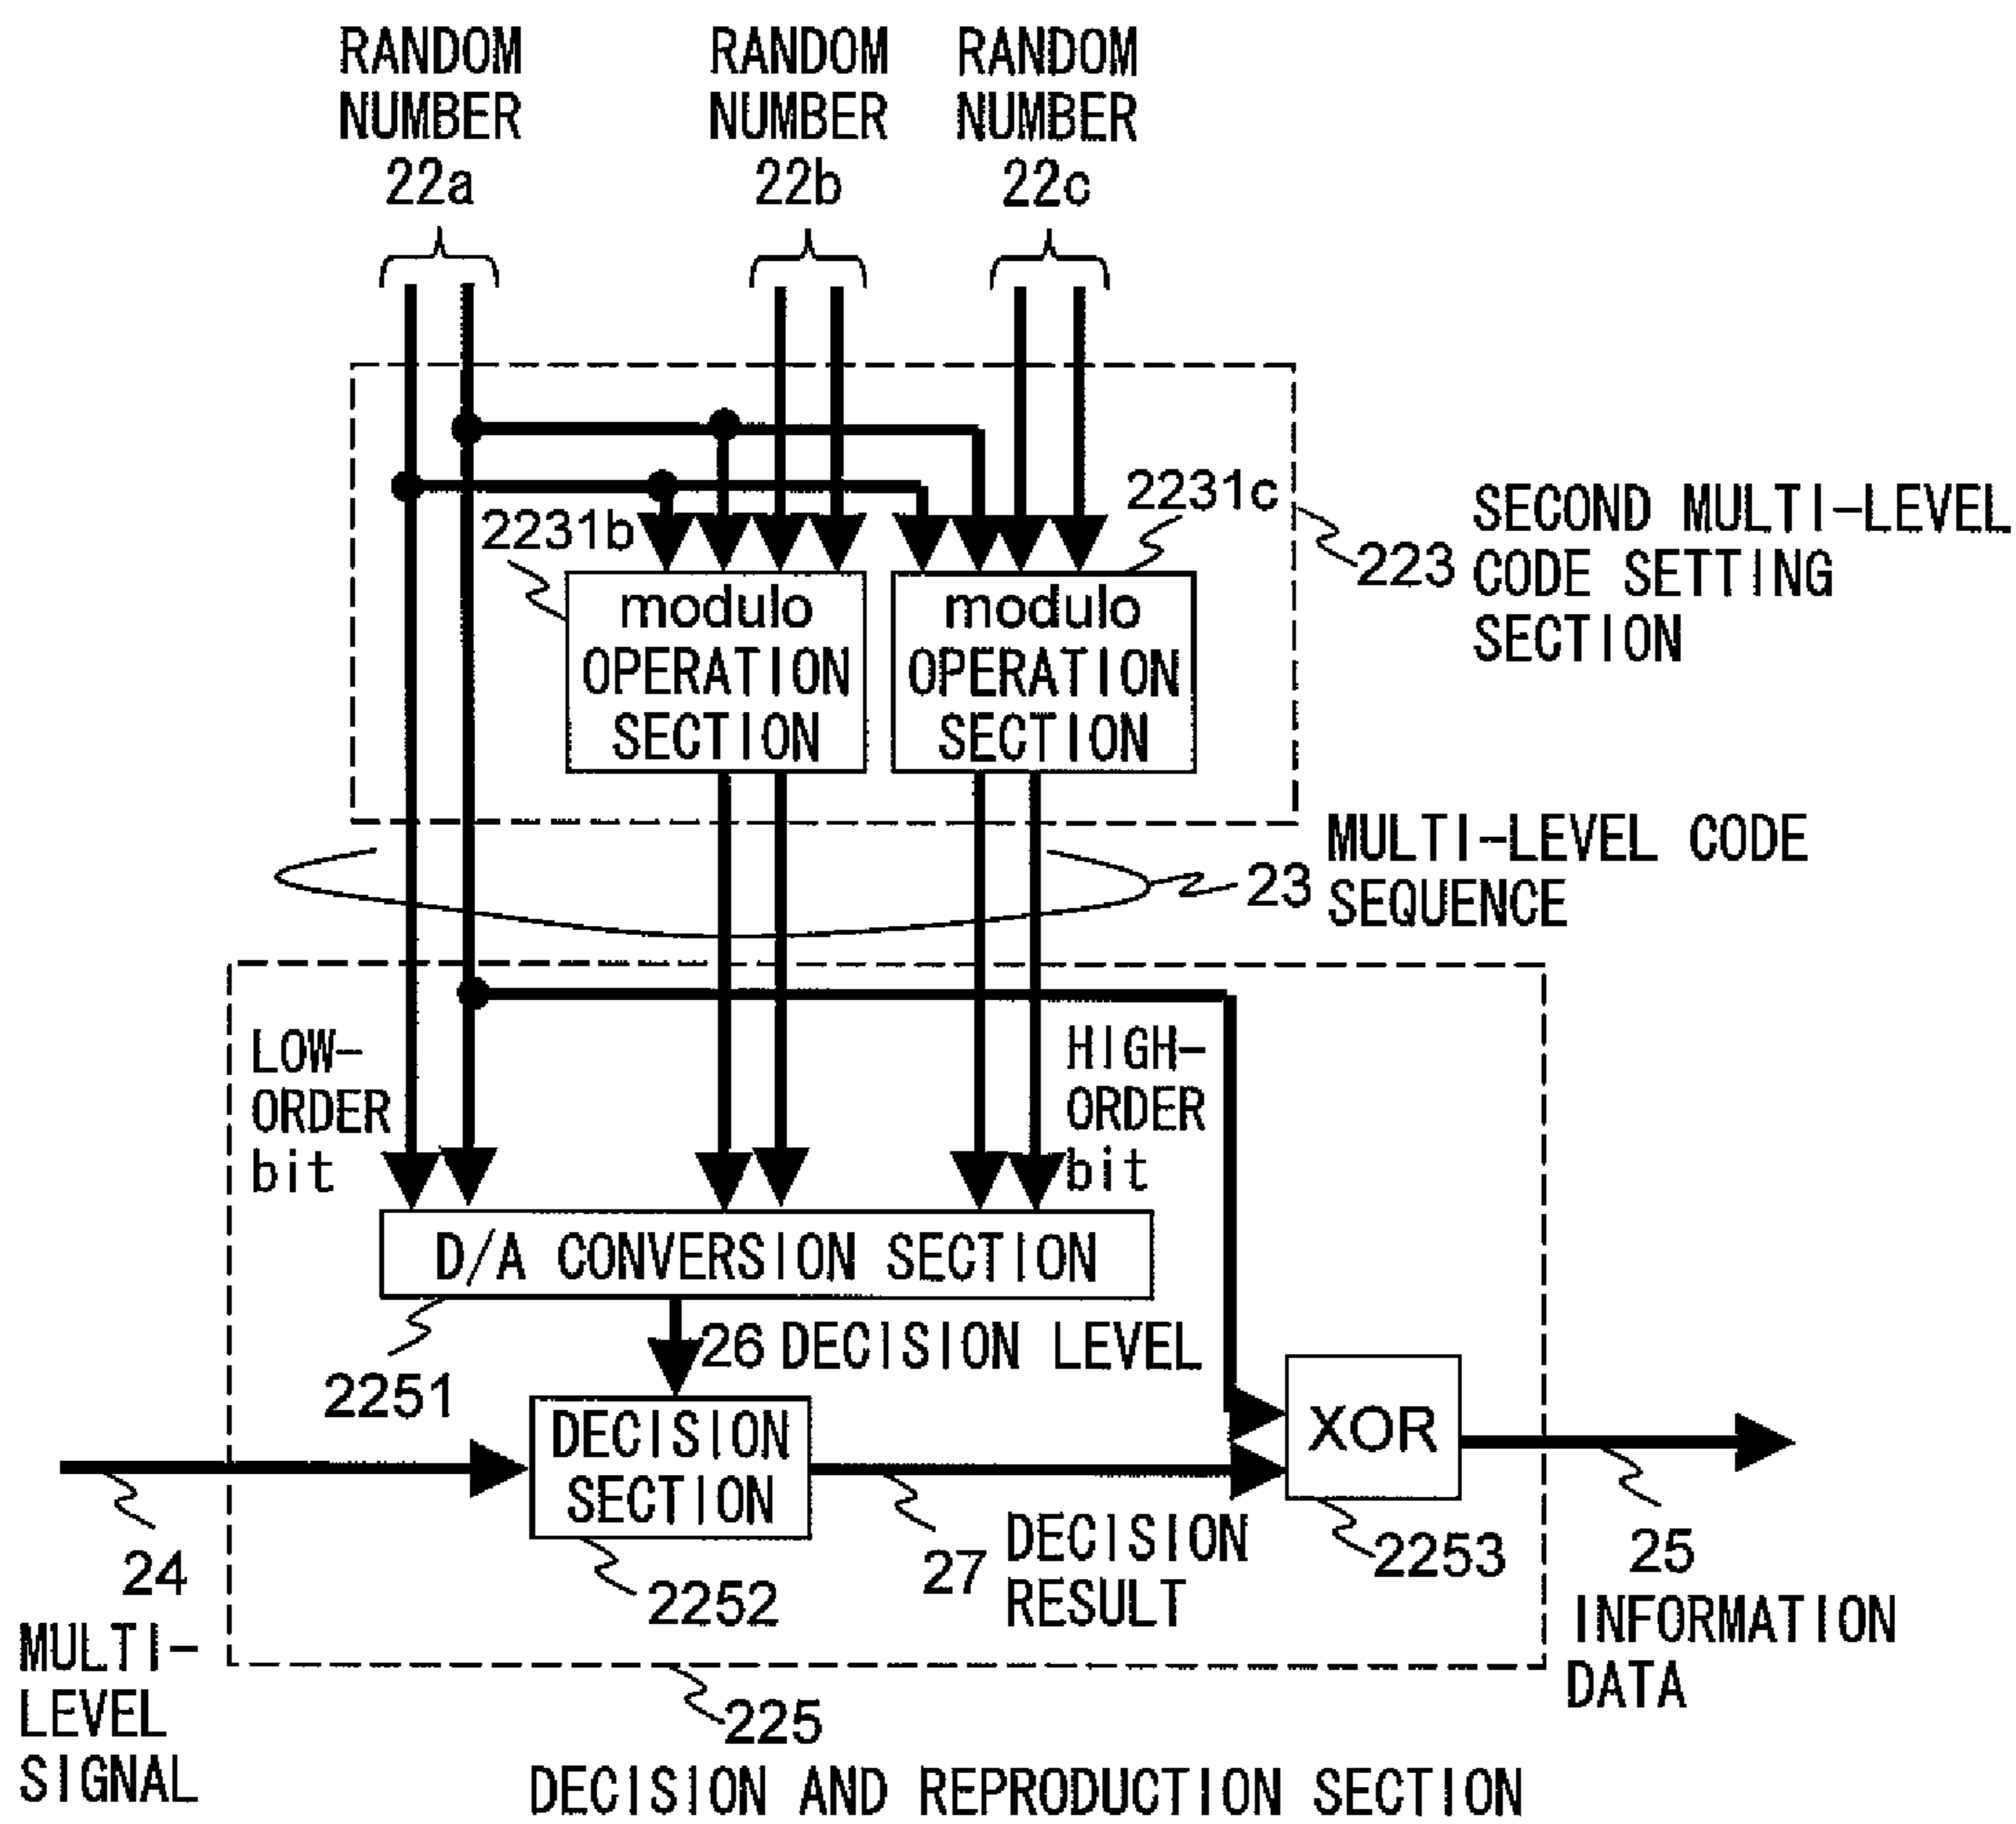 RANDOM NUMBER 22a
RANDOM NUMBER 22b
RANDOM NUMBER 22c
2231b
2231c
modulo OPERATION SECTION
modulo OPERATION SECTION
223
SECOND MULTI-LEVEL
CODE SETTING
SECTION
23
MULTI-LEVEL CODE
SEQUENCE
LOW-
ORDER
bit
HIGH-
ORDER
bit
D/A CONVERSION SECTION
2251
26 DECISION LEVEL
DECISION
SECTION
XOR
24
MULTI-
LEVEL
SIGNAL
2252
27
DECISION
RESULT
2253
25
INFORMATION
DATA
225
DECISION AND REPRODUCTION SECTION